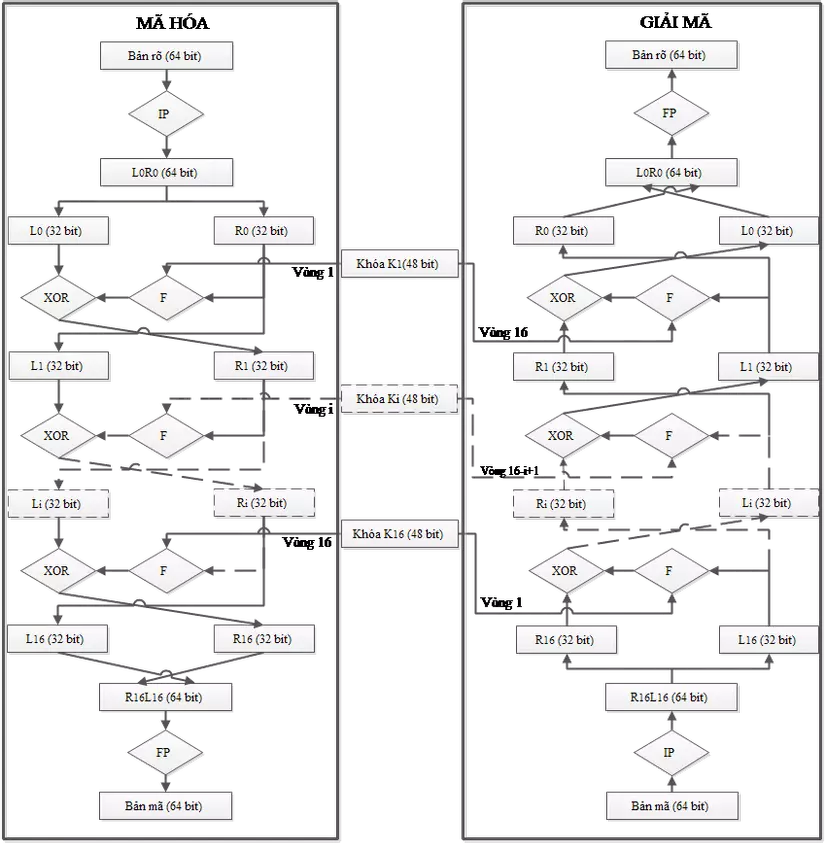 MÃ HÓA
Bản rõ (64 bit)
IP
L0R0 (64 bit)
L0 (32 bit)
R0 (32 bit)
Vòng 1
XOR
F
L1 (32 bit)
R1 (32 bit)
Vòng i
XOR
F
Li (32 bit)
Ri (32 bit)
Vòng 16
XOR
F
L16 (32 bit)
R16 (32 bit)
R16L16 (64 bit)
FP
Bản mã (64 bit)
Khóa K1(48 bit)
Khóa Ki (48 bit)
Khóa K16 (48 bit)
GIẢI MÃ
Bản rõ (64 bit)
FP
L0R0 (64 bit)
R0 (32 bit)
L0 (32 bit)
XOR
F
Vòng 16
R1 (32 bit)
L1 (32 bit)
XOR
F
Vòng 16-i+1
Ri (32 bit)
Li (32 bit)
XOR
F
Vòng 1
R16 (32 bit)
L16 (32 bit)
R16L16 (64 bit)
IP
Bản mã (64 bit)